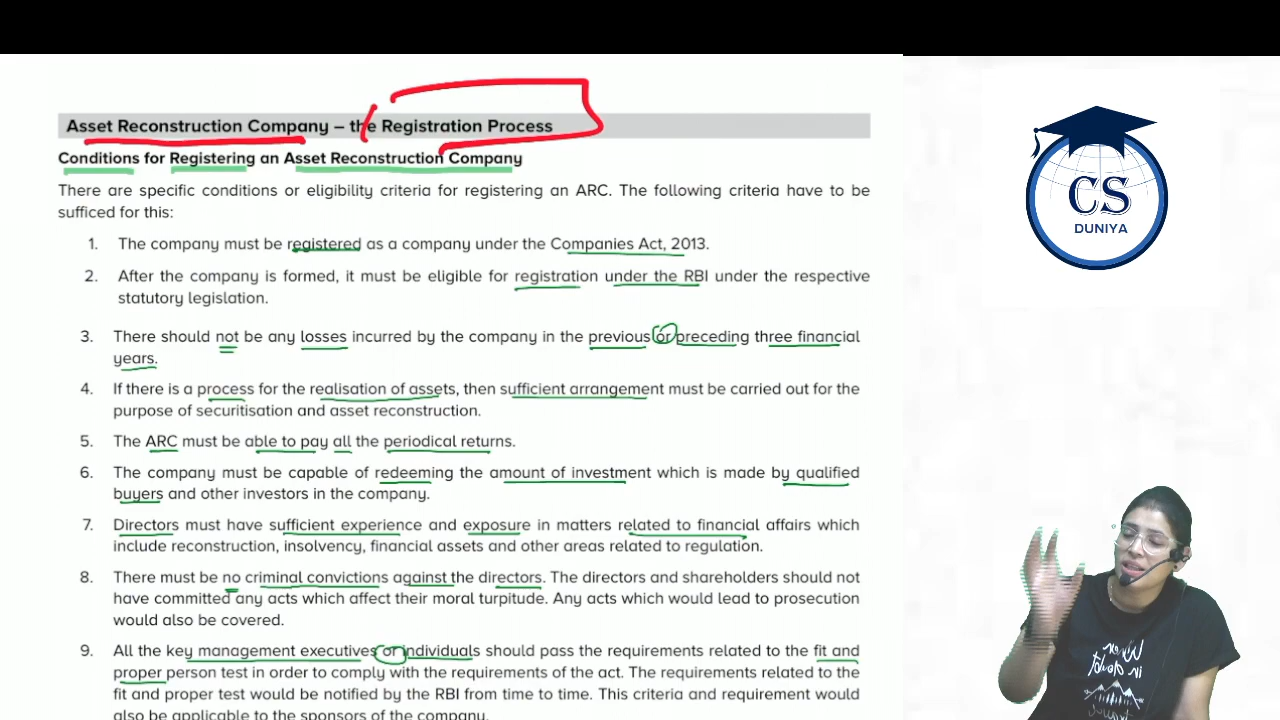 Asset Reconstruction Company – the Registration Process
Conditions for Registering an Asset Reconstruction Company
There are specific conditions or eligibility criteria for registering an ARC. The following criteria have to be
sufficed for this:
1. The company must be registered as a company under the Companies Act, 2013.
2. After the company is formed, it must be eligible for registration under the RBI under the respective
statutory legislation.
3. There should not be any losses incurred by the company in the previous or preceding three financial
years.
4. If there is a process for the realisation of assets, then sufficient arrangement must be carried out for the
purpose of securitisation and asset reconstruction.
5. The ARC must be able to pay all the periodical returns.
6. The company must be capable of redeeming the amount of investment which is made by qualified
buyers and other investors in the company.
7. Directors must have sufficient experience and exposure in matters related to financial affairs which
include reconstruction, insolvency, financial assets and other areas related to regulation.
8. There must be no criminal convictions against the directors. The directors and shareholders should not
have committed any acts which affect their moral turpitude. Any acts which would lead to prosecution
would also be covered.
9. All the key management executives or individuals should pass the requirements related to the fit and
proper person test in order to comply with the requirements of the act. The requirements related to the
fit and proper test would be notified by the RBI from time to time. This criteria and requirement would
also be applicable to the sponsors of the company.
CS
DUNIYA